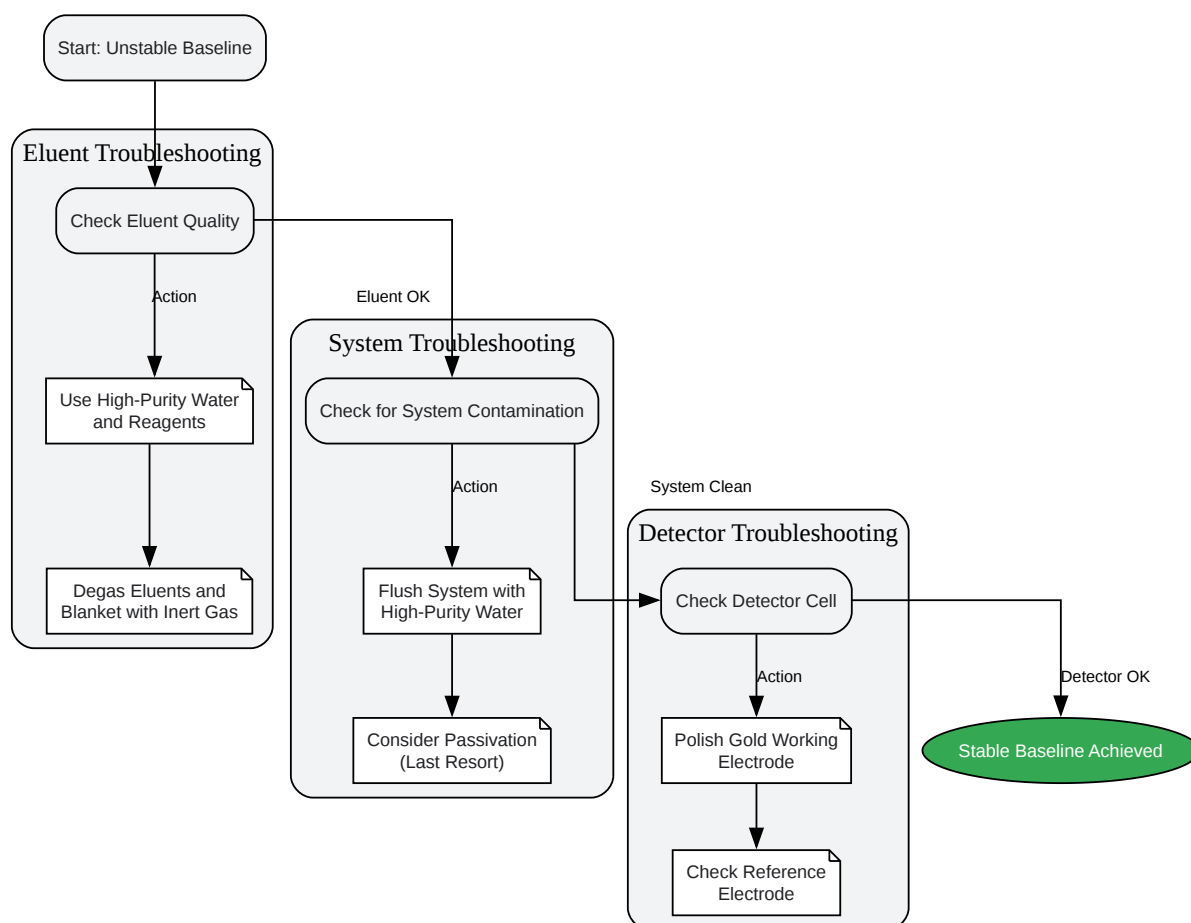 Start: Unstable Baseline
Eluent Troubleshooting
Check Eluent Quality
Action
Use High-Purity Water
and Reagents
Degas Eluents and
Blanket with Inert Gas
Eluent OK
System Troubleshooting
Check for System Contamination
Action
Flush System with
High-Purity Water
Consider Passivation
(Last Resort)
System Clean
Detector Troubleshooting
Check Detector Cell
Action
Polish Gold Working
Electrode
Check Reference
Electrode
Detector OK
Stable Baseline Achieved